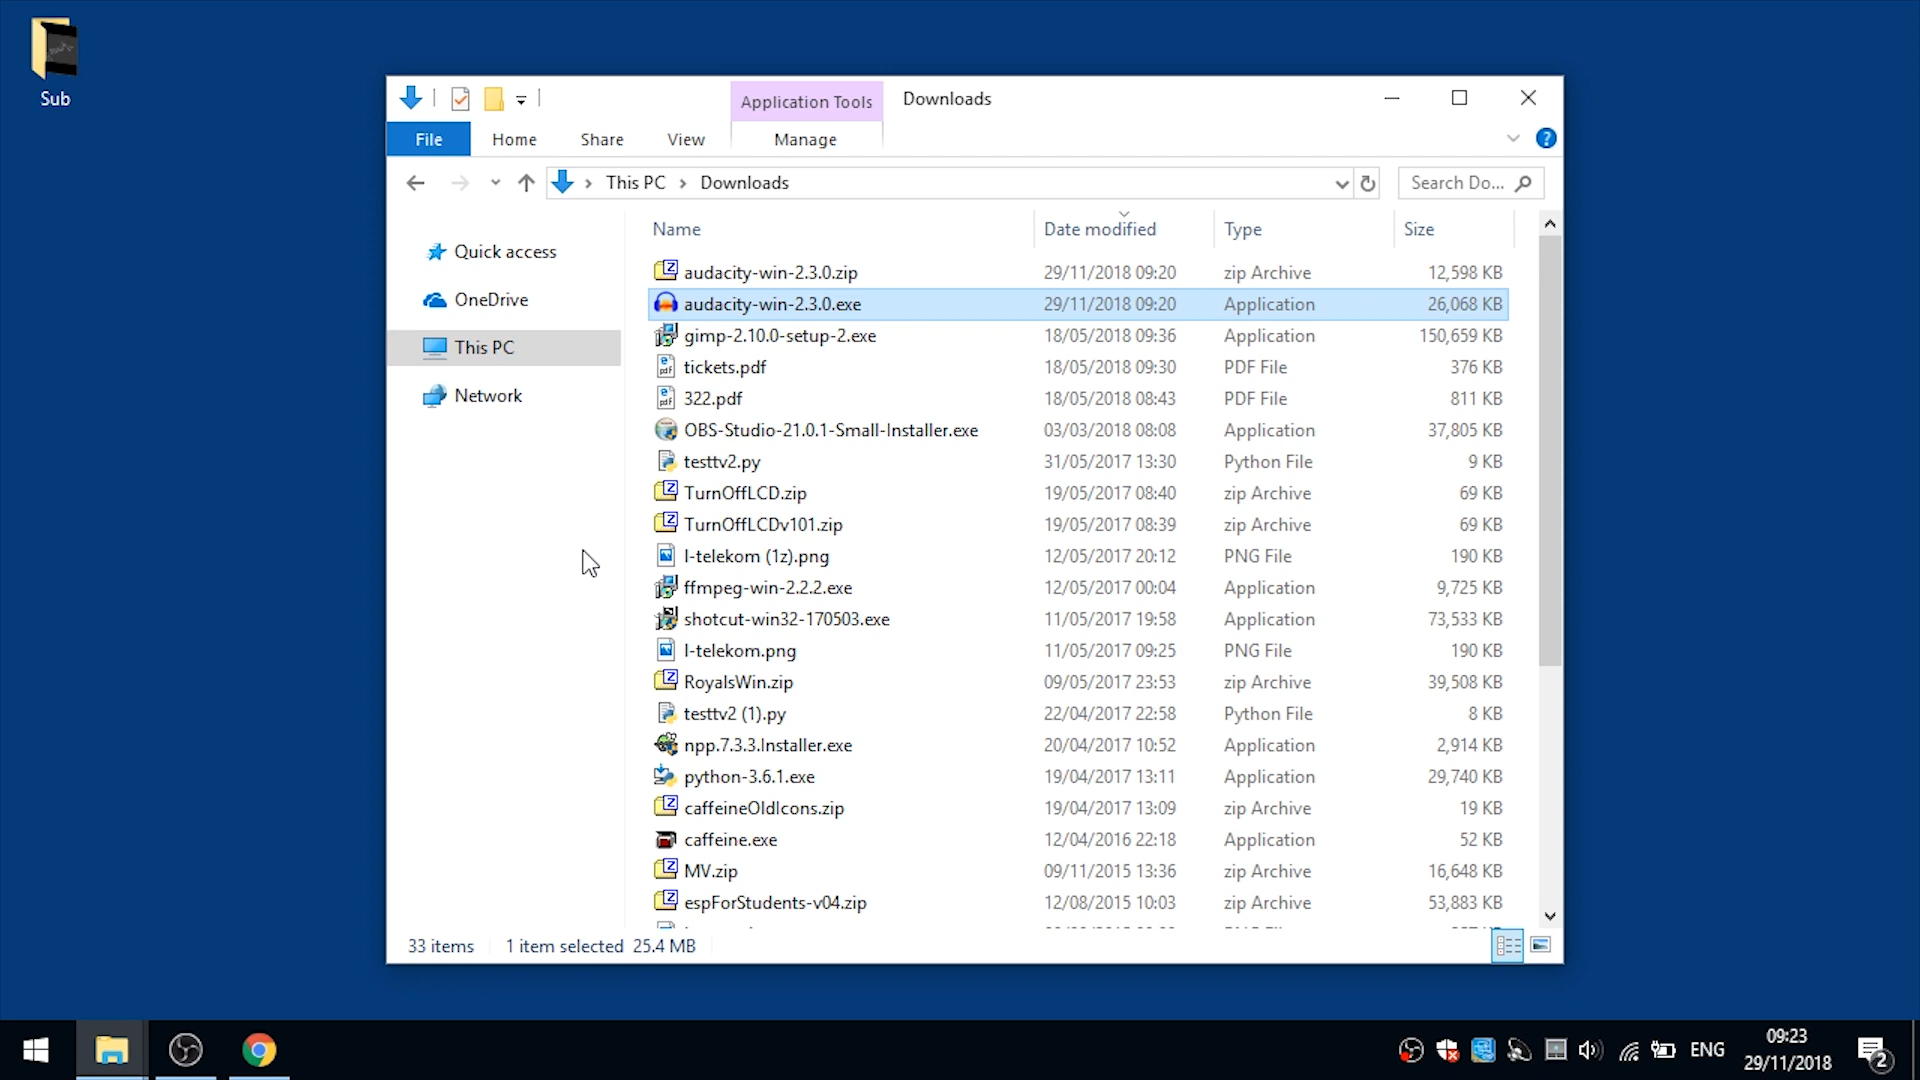 Sub
Application Tools
Downloads
File Home Share View Manage
This PC Downloads
Search Do...
Quick access
OneDrive
This PC
Network
Name Date modified Type Size
audacity-win-2.3.0.zip 29/11/2018 09:20 zip Archive 12,598 KB
audacity-win-2.3.0.exe 29/11/2018 09:20 Application 26,068 KB
gimp-2.10.0-setup-2.exe 18/05/2018 09:36 Application 150,659 KB
tickets.pdf 18/05/2018 09:30 PDF File 376 KB
322.pdf 18/05/2018 08:43 PDF File 811 KB
OBS-Studio-21.0.1-Small-Installer.exe 03/03/2018 08:08 Application 37,805 KB
testtv2.py 31/05/2017 13:30 Python File 9 KB
TurnOffLCD.zip 19/05/2017 08:40 zip Archive 69 KB
TurnOffLCDv101.zip 19/05/2017 08:39 zip Archive 69 KB
I-telekom (1z).png 12/05/2017 20:12 PNG File 190 KB
ffmpeg-win-2.2.2.exe 12/05/2017 00:04 Application 9,725 KB
shotcut-win32-170503.exe 11/05/2017 19:58 Application 73,533 KB
I-telekom.png 11/05/2017 09:25 PNG File 190 KB
RoyalsWin.zip 09/05/2017 23:53 zip Archive 39,508 KB
testtv2 (1).py 22/04/2017 22:58 Python File 8 KB
npp.7.3.3.Installer.exe 20/04/2017 10:52 Application 2,914 KB
python-3.6.1.exe 19/04/2017 13:11 Application 29,740 KB
caffeineOldIcons.zip 19/04/2017 13:09 zip Archive 19 KB
caffeine.exe 12/04/2016 22:18 Application 52 KB
MV.zip 09/11/2015 13:36 zip Archive 16,648 KB
espForStudents-v04.zip 12/08/2015 10:03 zip Archive 53,883 KB
33 items 1 item selected 25.4 MB
ENG
09:23
29/11/2018
2